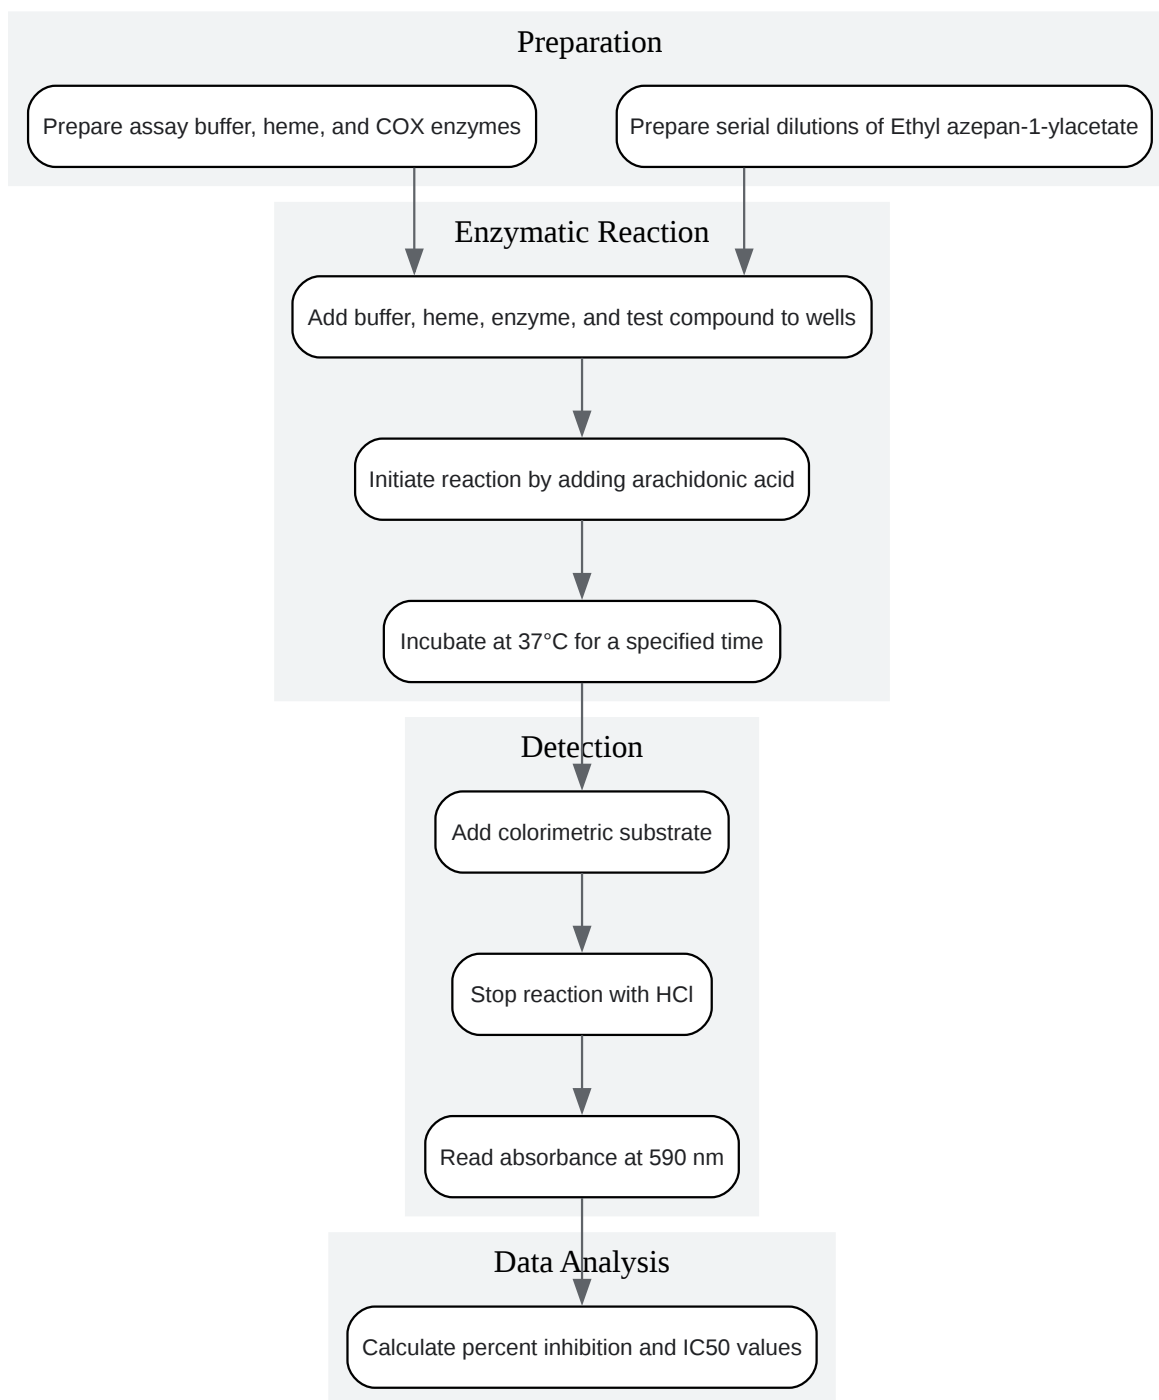 Preparation
Prepare assay buffer, heme, and COX enzymes
Prepare serial dilutions of Ethyl azepan-1-ylacetate
Enzymatic Reaction
Add buffer, heme, enzyme, and test compound to wells
Initiate reaction by adding arachidonic acid
Incubate at 37°C for a specified time
Detection
Add colorimetric substrate
Stop reaction with HCl
Read absorbance at 590 nm
Data Analysis
Calculate percent inhibition and IC50 values